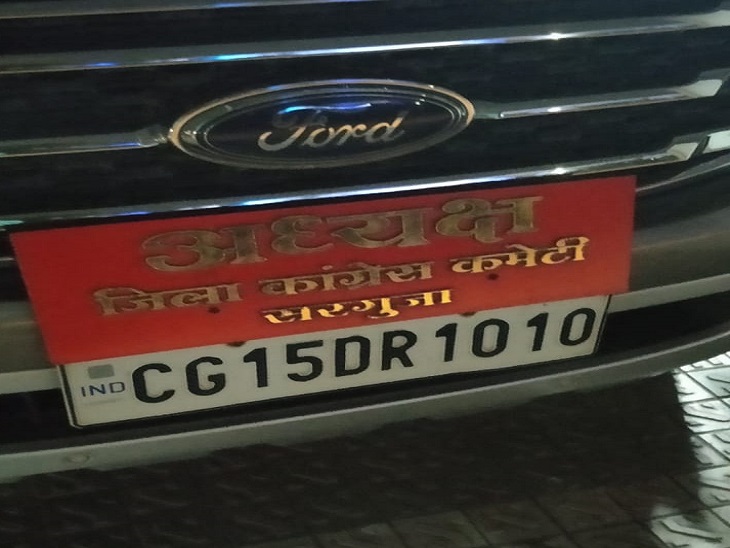 Ford
अध्यक्ष
जिला कांग्रेस कमेटी
सरगुजा
IND CG15DR1010